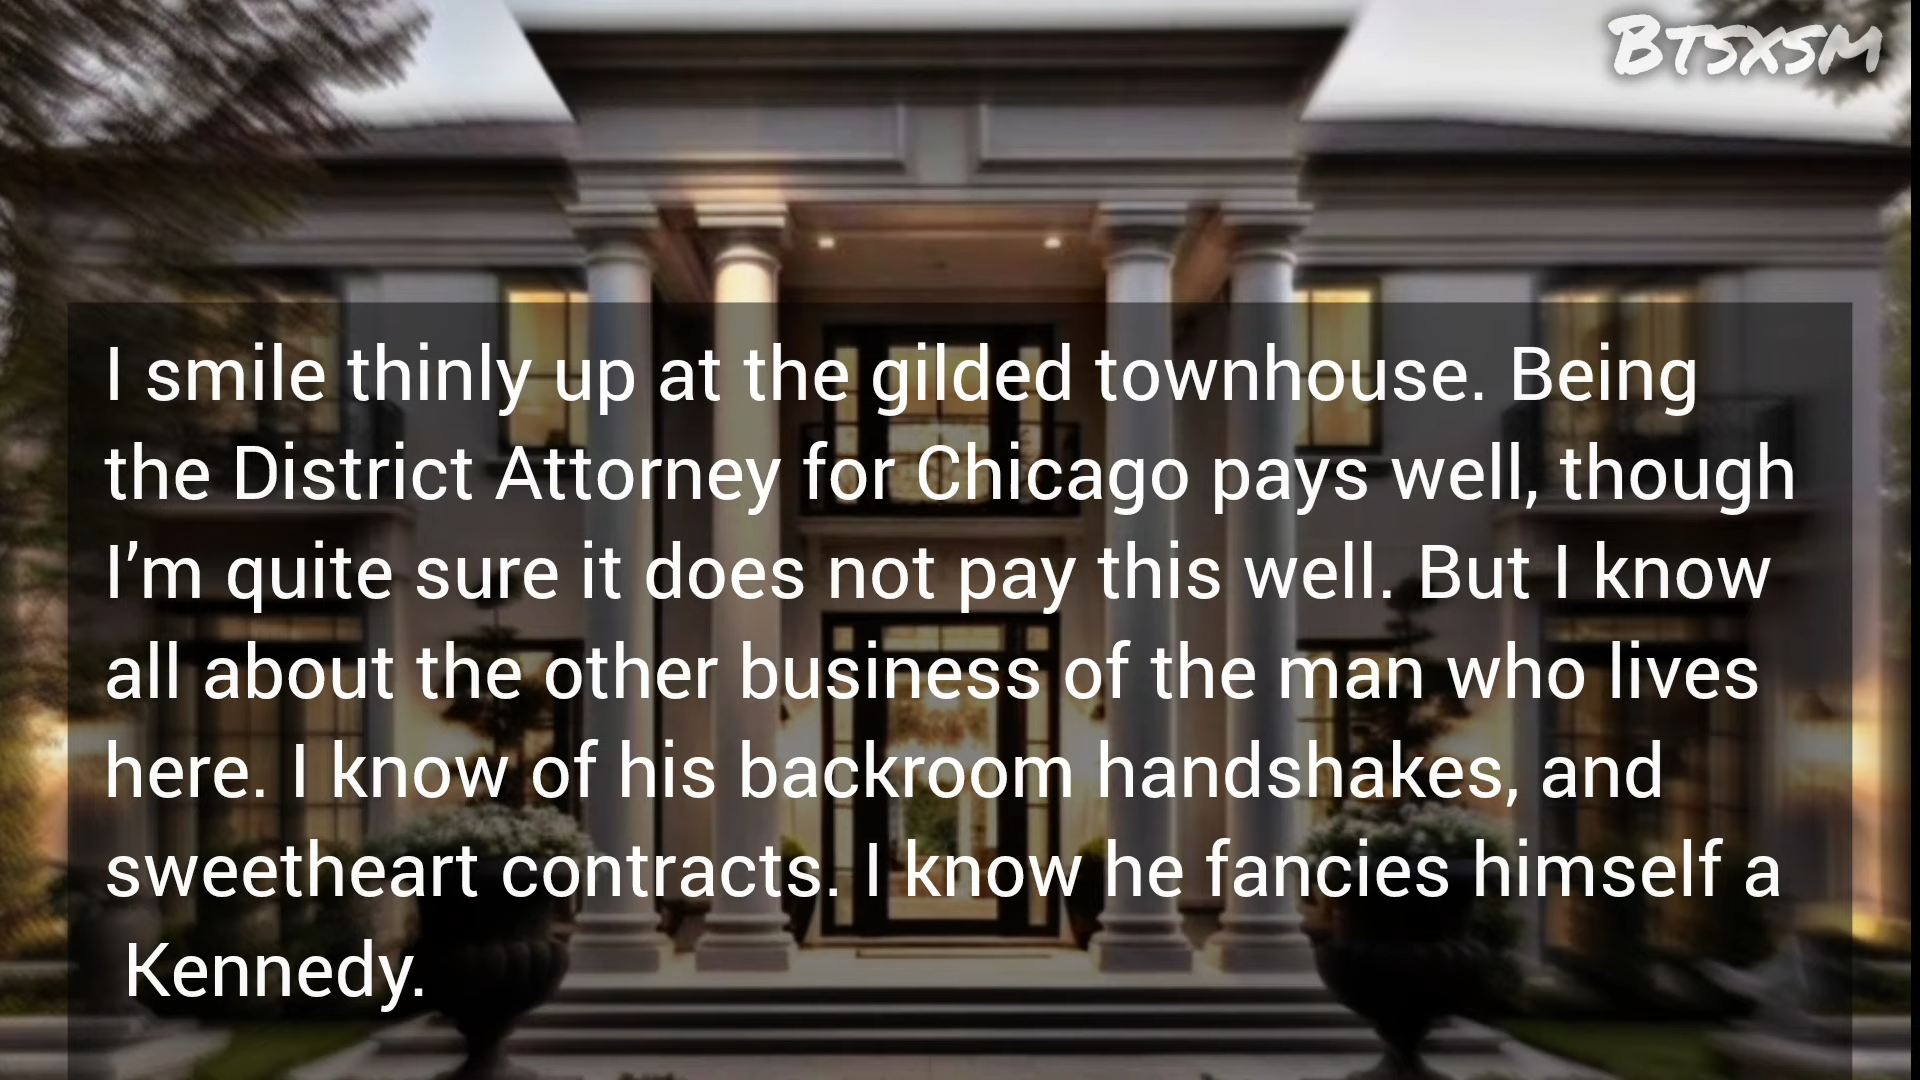 Btsxsm
I smile thinly up at the gilded townhouse. Being
the District Attorney for Chicago pays well, though
I’m quite sure it does not pay this well. But I know
all about the other business of the man who lives
here. I know of his backroom handshakes, and
sweetheart contracts. I know he fancies himself a
Kennedy.